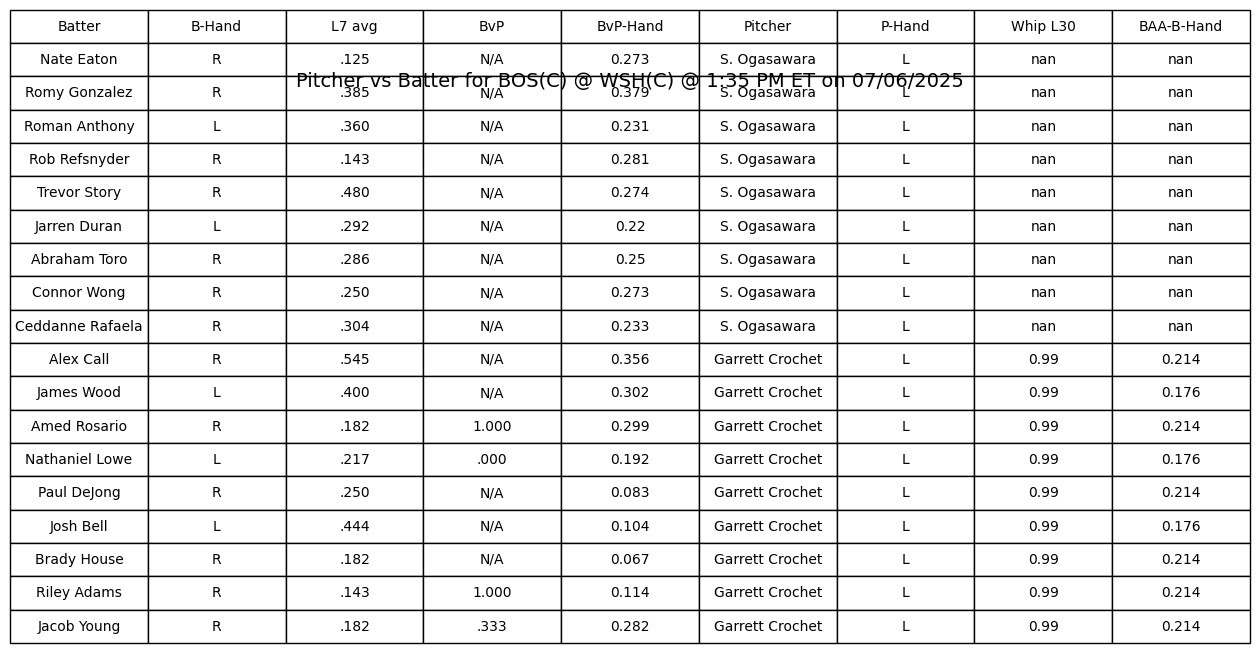 Batter B-Hand L7 avg BvP BvP-Hand Pitcher P-Hand Whip L30 BAA-B-Hand
Nate Eaton R .125 N/A 0.273 S. Ogasawara L nan nan
Pitcher vs Batter for BOS(C) @ WSH(C) @ 1:35 PM ET on 07/06/2025
Romy Gonzalez R .385 N/A 0.379 S. Ogasawara L nan nan
Roman Anthony L .360 N/A 0.231 S. Ogasawara L nan nan
Rob Refsnyder R .143 N/A 0.281 S. Ogasawara L nan nan
Trevor Story R .480 N/A 0.274 S. Ogasawara L nan nan
Jarren Duran L .292 N/A 0.22 S. Ogasawara L nan nan
Abraham Toro R .286 N/A 0.25 S. Ogasawara L nan nan
Connor Wong R .250 N/A 0.273 S. Ogasawara L nan nan
Ceddanne Rafaela R .304 N/A 0.233 S. Ogasawara L nan nan
Alex Call R .545 N/A 0.356 Garrett Crochet L 0.99 0.214
James Wood L .400 N/A 0.302 Garrett Crochet L 0.99 0.176
Amed Rosario R .182 1.000 0.299 Garrett Crochet L 0.99 0.214
Nathaniel Lowe L .217 .000 0.192 Garrett Crochet L 0.99 0.176
Paul DeJong R .250 N/A 0.083 Garrett Crochet L 0.99 0.214
Josh Bell L .444 N/A 0.104 Garrett Crochet L 0.99 0.176
Brady House R .182 N/A 0.067 Garrett Crochet L 0.99 0.214
Riley Adams R .143 1.000 0.114 Garrett Crochet L 0.99 0.214
Jacob Young R .182 .333 0.282 Garrett Crochet L 0.99 0.214